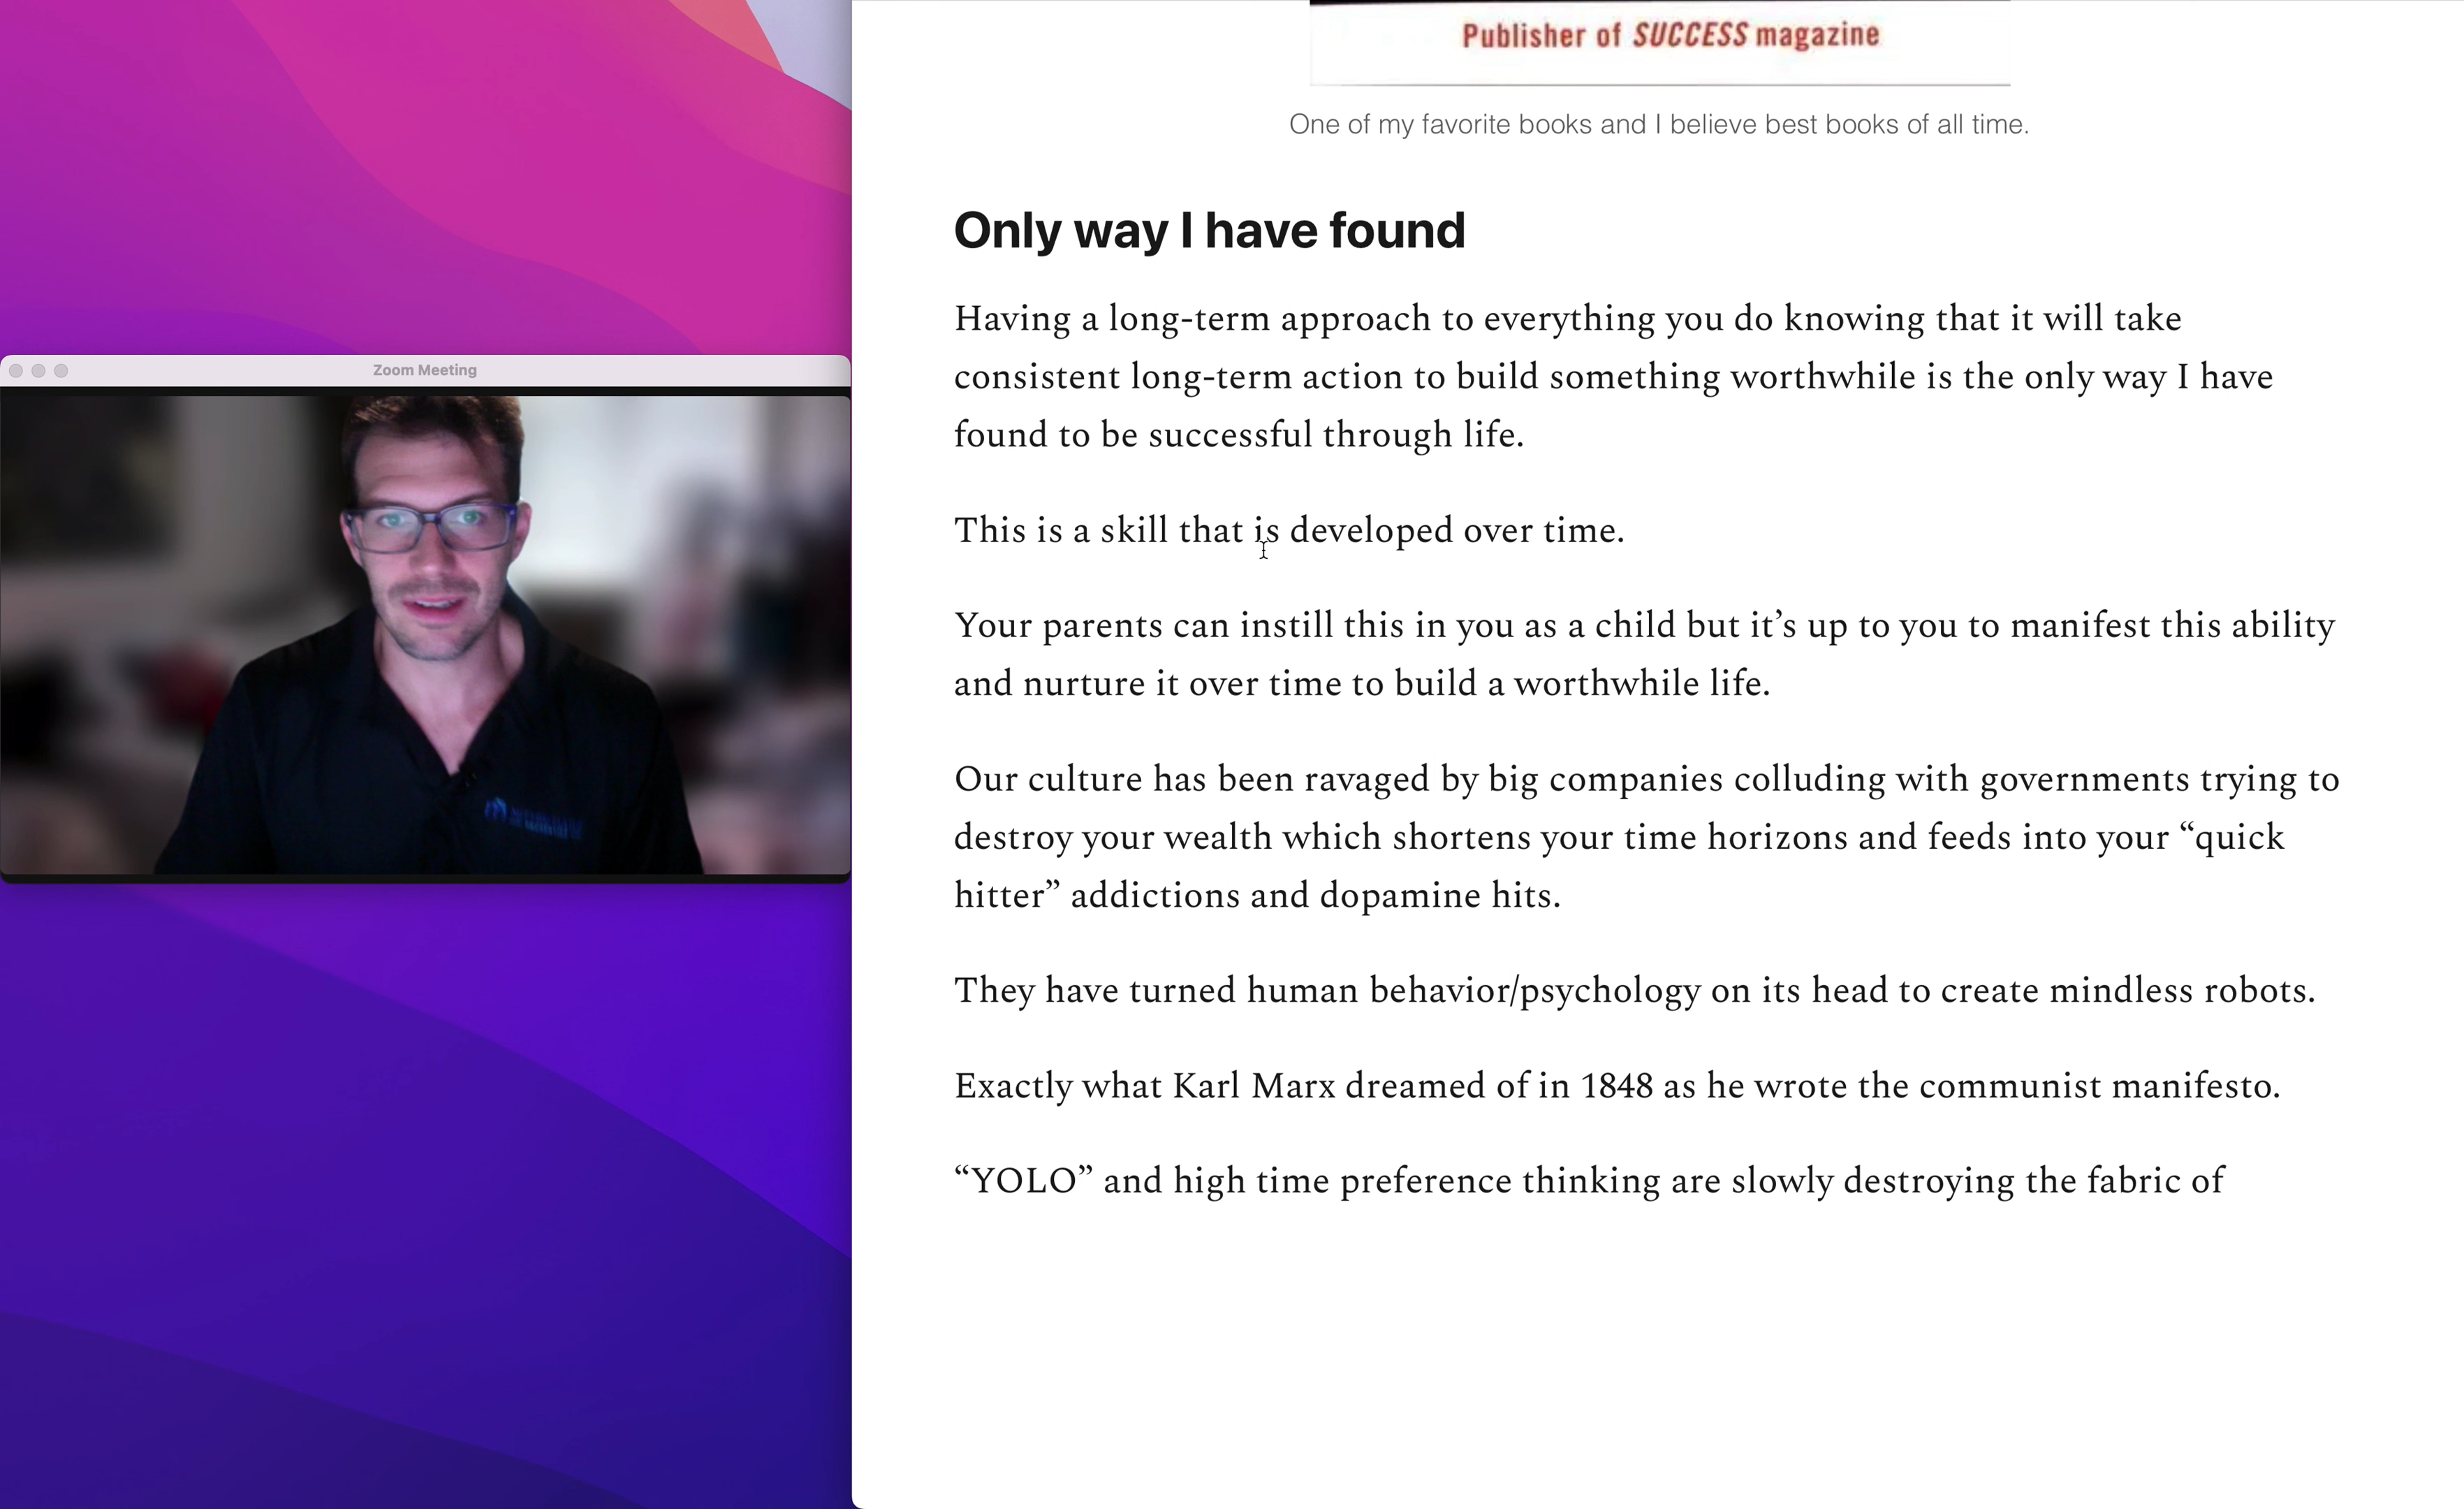 Publisher of SUCCESS magazine
One of my favorite books and I believe best books of all time.
Only way I have found
Having a long-term approach to everything you do knowing that it will take
consistent long-term action to build something worthwhile is the only way I have
found to be successful through life.
This is a skill that is developed over time.
Your parents can instill this in you as a child but it’s up to you to manifest this ability
and nurture it over time to build a worthwhile life.
Our culture has been ravaged by big companies colluding with governments trying to
destroy your wealth which shortens your time horizons and feeds into your “quick
hitter” addictions and dopamine hits.
They have turned human behavior/psychology on its head to create mindless robots.
Exactly what Karl Marx dreamed of in 1848 as he wrote the communist manifesto.
“YOLO” and high time preference thinking are slowly destroying the fabric of
Zoom Meeting